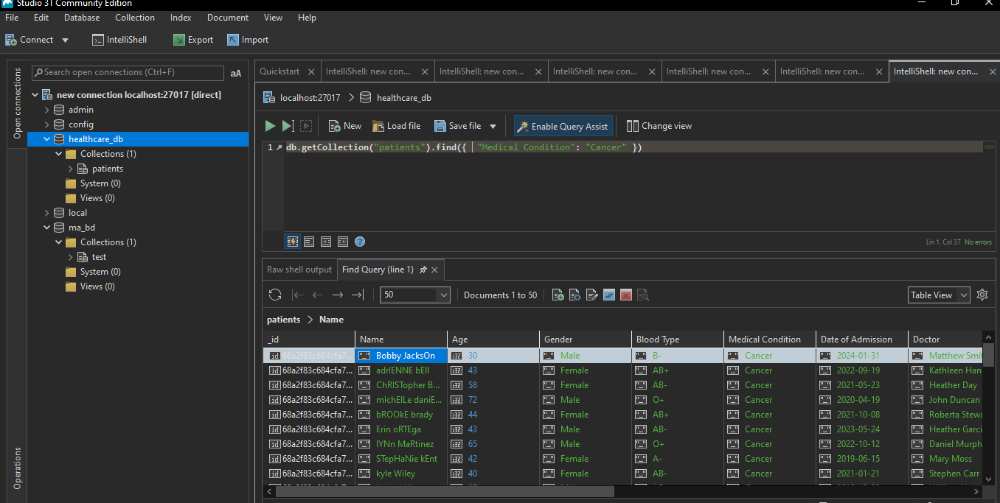 Studio 3T Community Edition
File Edit Database Collection Index Document View Help
Connect IntelliShell Export Import
Open connections
Search open connections (Ctrl+F) aA
new connection localhost:27017 [direct]
admin
config
healthcare_db
Collections (1)
patients
System (0)
Views (0)
local
ma_bd
Collections (1)
test
System (0)
Views (0)
Operations
Quickstart IntelliShell: new con... IntelliShell: new con... IntelliShell: new con... IntelliShell: new con... IntelliShell: new con... IntelliShell: new con...
localhost:27017 healthcare_db
New Load file Save file Enable Query Assist Change view
1 db.getCollection("patients").find({ "Medical Condition": "Cancer" })
Lin 1, Col 37 No errors
Raw shell output Find Query (line 1)
50 Documents 1 to 50 Table View
patients > Name
_id Name Age Gender Blood Type Medical Condition Date of Admission Doctor
68a2f83c684cfa7... Bobby JacksOn 30 Male B- Cancer 2024-01-31 Matthew Smi
68a2f83c684cfa7... adrIENNE bEll 43 Female AB+ Cancer 2022-09-19 Kathleen Han
68a2f83c684cfa7... ChRISTopher B... 58 Female AB- Cancer 2021-05-23 Heather Day
68a2f83c684cfa7... mIchElLe daniE... 72 Male O+ Cancer 2020-04-19 John Duncan
68a2f83c684cfa7... bROOkE brady 44 Female AB+ Cancer 2021-10-08 Roberta Stewa
68a2f83c684cfa7... Erin oRTEga 43 Male AB- Cancer 2023-05-24 Heather Garci
68a2f83c684cfa7... lYNn MaRtinez 65 Male O+ Cancer 2022-10-12 Daniel Murph
68a2f83c684cfa7... STepHaNie kEnt 42 Female A- Cancer 2019-06-15 Mary Moss
68a2f83c684cfa7... kyle Wiley 40 Female AB- Cancer 2021-01-21 Stephen Carr